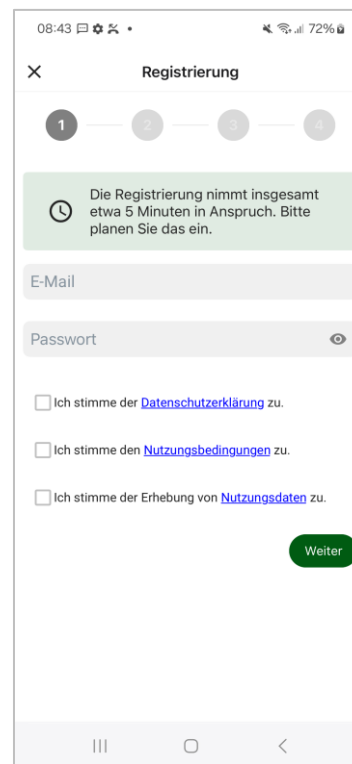 08:43
72%
Registrierung
1 2 3 4
Die Registrierung nimmt insgesamt
etwa 5 Minuten in Anspruch. Bitte
planen Sie das ein.
E-Mail
Passwort
Ich stimme der Datenschutzerklärung zu.
Ich stimme den Nutzungsbedingungen zu.
Ich stimme der Erhebung von Nutzungsdaten zu.
Weiter